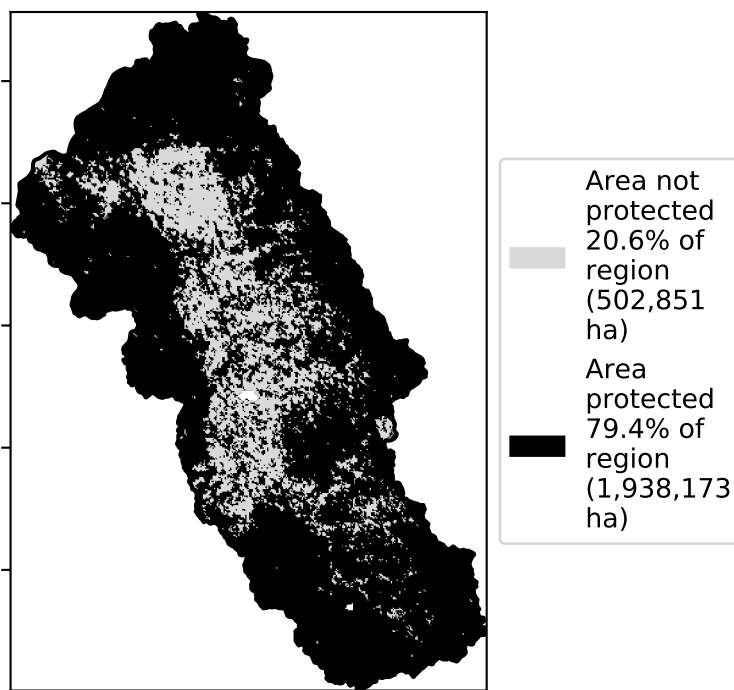 Area not
protected
20.6% of
region
(502,851
ha)
Area
protected
79.4% of
region
(1,938,173
ha)